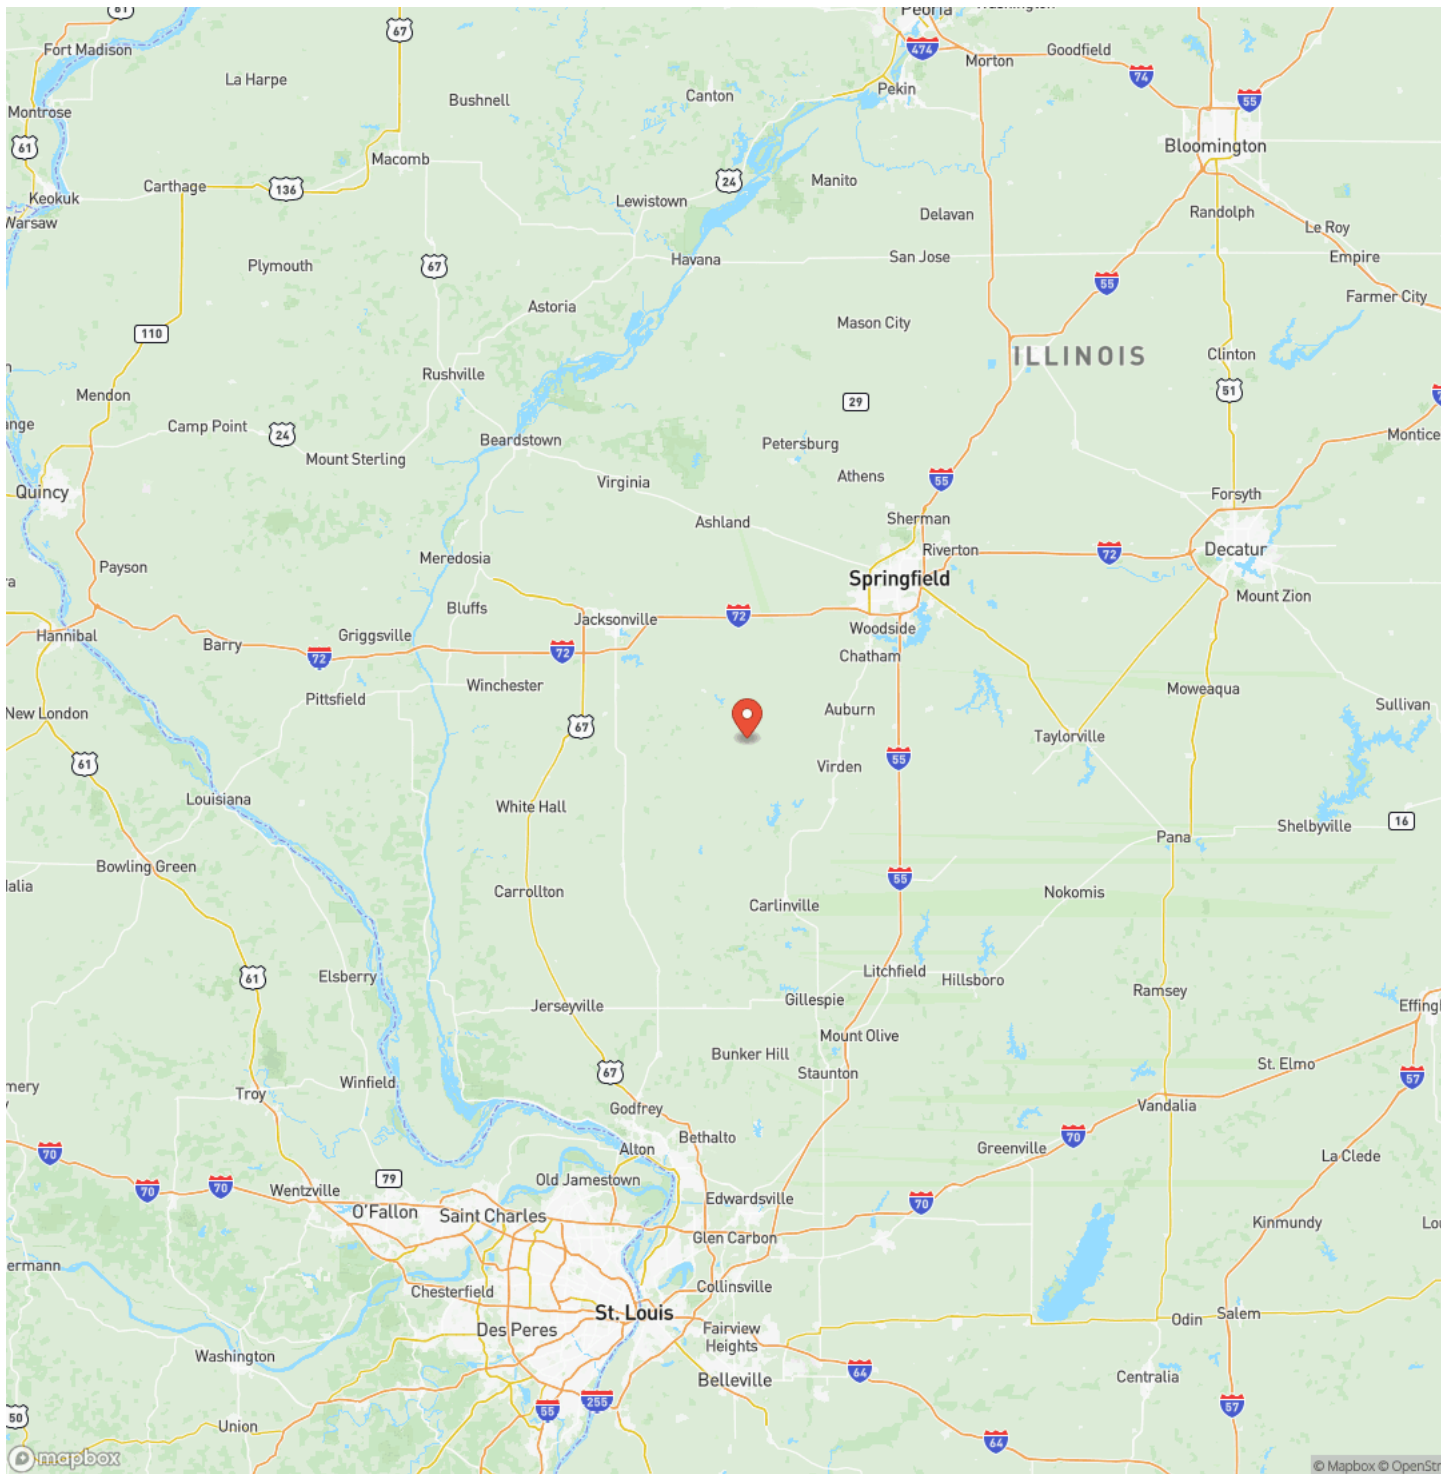 61
67
Peoria
Fort Madison
474
Goodfield
Morton
La Harpe
74
Pekin
Canton
Bushnell
55
Montrose
61
Bloomington
Macomb
24
Manito
Carthage
136
Keokuk
Lewistown
Randolph
Delavan
Warsaw
Le Roy
San Jose
Empire
Havana
Plymouth
67
55
Farmer City
Astoria
Mason City
110
ILLINOIS
Clinton
Rushville
51
Mendon
29
Camp Point
24
Monticel
Beardstown
Petersburg
Mount Sterling
Athens
55
Virginia
Quincy
Forsyth
Sherman
Ashland
Riverton
72
Decatur
Meredosia
Payson
Springfield
Mount Zion
Bluffs
72
Jacksonville
Woodside
Hannibal
Griggsville
Barry
72
72
Chatham
Winchester
Moweaqua
Pittsfield
Sullivan
New London
Auburn
67
Taylorville
61
55
Virden
Louisiana
White Hall
16
Shelbyville
Pana
Bowling Green
55
Carrollton
Nokomis
Carlinville
Litchfield
61
Elsberry
Hillsboro
Ramsey
Gillespie
Jerseyville
Effingl
Mount Olive
Bunker Hill
St. Elmo
67
Staunton
57
Winfield
Troy
Vandalia
Godfrey
70
Bethalto
Alton
Greenville
70
La Clede
79
Old Jamestown
70
70
Wentzville
Edwardsville
70
O'Fallon
Saint Charles
Kinmundy
Glen Carbon
Chesterfield
Collinsville
St. Louis
Odin
Salem
Des Peres
Fairview
Heights
Washington
64
Belleville
Centralia
255
55
57
50
Union
64
mapbox
© Mapbox © OpenStr